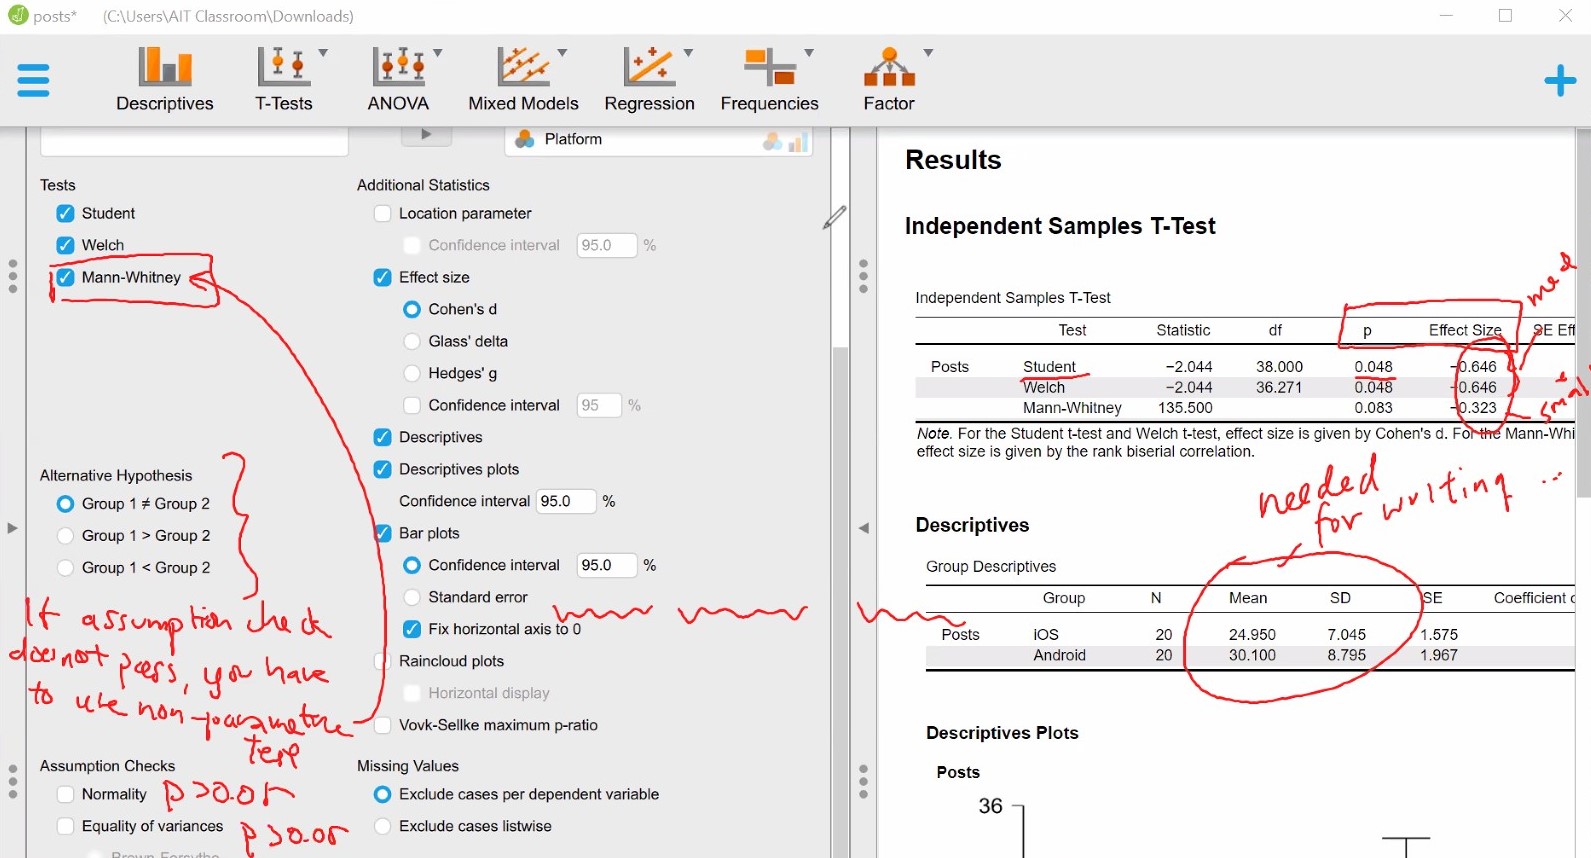 posts* (C:\Users\AIT Classroom\Downloads)
Descriptives T-Tests ANOVA Mixed Models Regression Frequencies Factor
Platform
Tests
Student
Welch
Mann-Whitney
Alternative Hypothesis
Group 1 ≠ Group 2
Group 1 > Group 2
Group 1 < Group 2
If assumption check
does not pass, you have
to use non-parametric
test
Assumption Checks
Normality p>0.05
Equality of variances p>0.05
Brown-Forsythe
Additional Statistics
Location parameter
Confidence interval 95.0 %
Effect size
Cohen's d
Glass' delta
Hedges' g
Confidence interval 95 %
Descriptives
Descriptives plots
Confidence interval 95.0 %
Bar plots
Confidence interval 95.0 %
Standard error
Fix horizontal axis to 0
Raincloud plots
Horizontal display
Vovk-Sellke maximum p-ratio
Missing Values
Exclude cases per dependent variable
Exclude cases listwise
Results
Independent Samples T-Test
med
Independent Samples T-Test
Test Statistic df p Effect Size SE Eff
Posts Student −2.044 38.000 0.048 −0.646
Welch −2.044 36.271 0.048 −0.646
Mann-Whitney 135.500 0.083 −0.323
small
Note. For the Student t-test and Welch t-test, effect size is given by Cohen's d. For the Mann-Whi
effect size is given by the rank biserial correlation.
needed
for writing ...
Descriptives
Group Descriptives
Group N Mean SD SE Coefficient o
Posts iOS 20 24.950 7.045 1.575
Android 20 30.100 8.795 1.967
Descriptives Plots
Posts
36